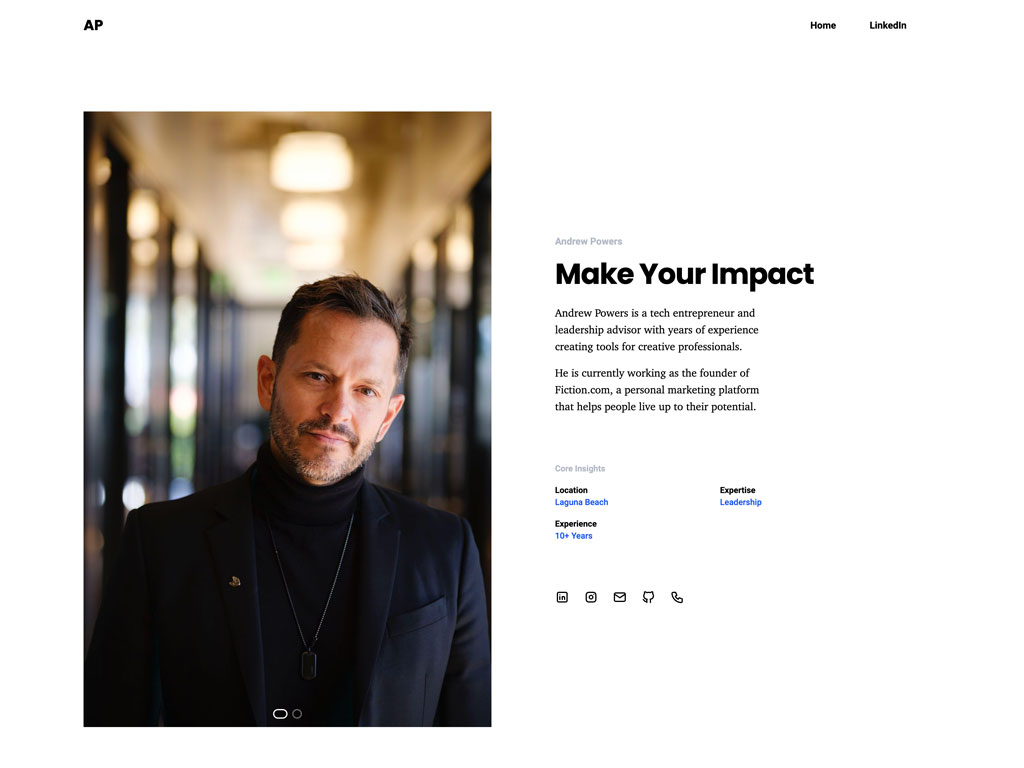 AP
Home
LinkedIn
Andrew Powers
Make Your Impact
Andrew Powers is a tech entrepreneur and
leadership advisor with years of experience
creating tools for creative professionals.
He is currently working as the founder of
Fiction.com, a personal marketing platform
that helps people live up to their potential.
Core Insights
Location
Laguna Beach
Expertise
Leadership
Experience
10+ Years